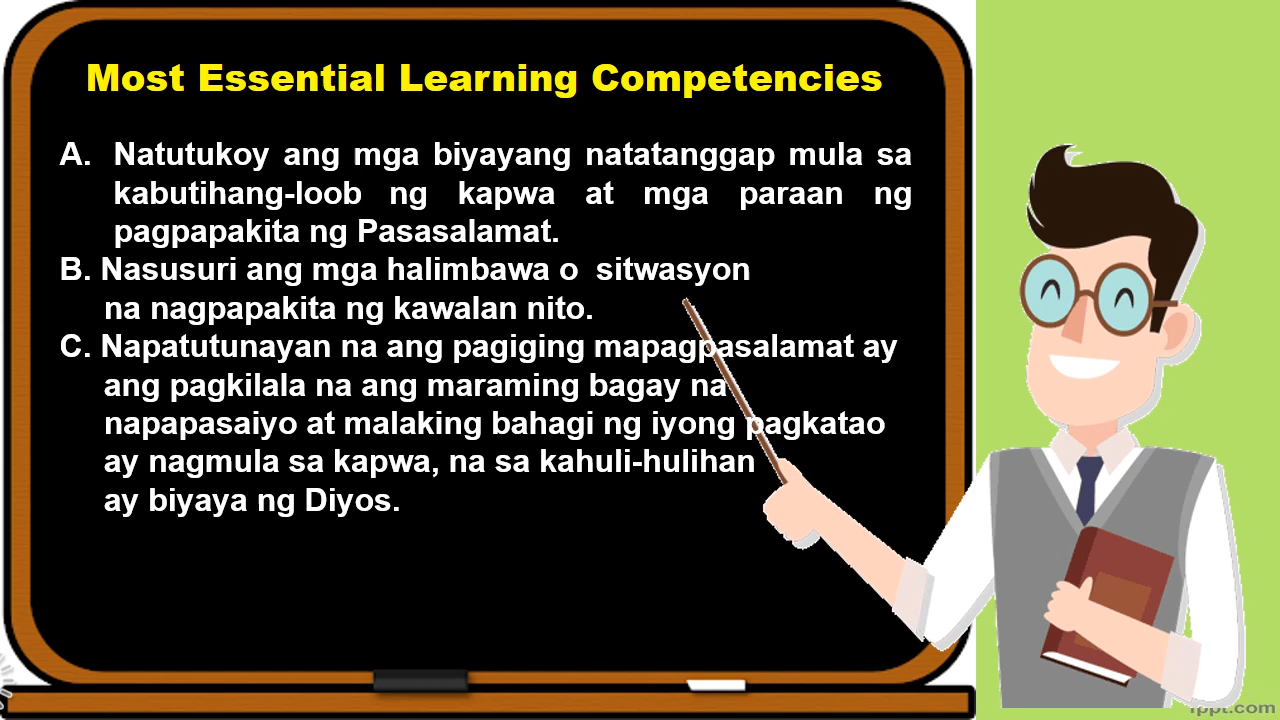 Most Essential Learning Competencies
A. Natutukoy ang mga biyayang natatanggap mula sa
kabutihang-loob ng kapwa at mga paraan ng
pagpapakita ng Pasasalamat.
B. Nasusuri ang mga halimbawa o sitwasyon
na nagpapakita ng kawalan nito.
C. Napatutunayan na ang pagiging mapagpasalamat ay
ang pagkilala na ang maraming bagay na
napapasaiyo at malaking bahagi ng iyong pagkatao
ay nagmula sa kapwa, na sa kahuli-hulihan
ay biyaya ng Diyos.
fppt.com